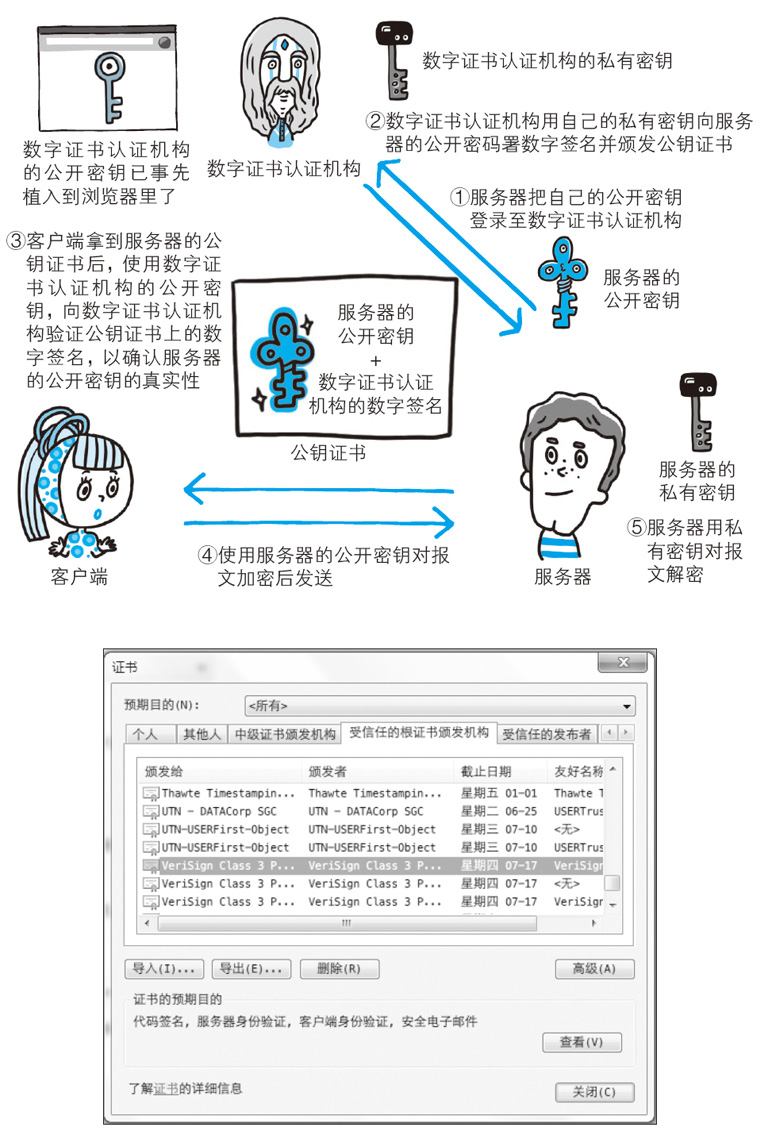 数字证书认证机构的私有密钥
②数字证书认证机构用自己的私有密钥向服务
器的公开密码署数字签名并颁发公钥证书
数字证书认证机构
的公开密钥已事先
植入到浏览器里了
数字证书认证机构
①服务器把自己的公开密钥
登录至数字证书认证机构
③客户端拿到服务器的公
钥证书后，使用数字证
书认证机构的公开密
钥，向数字证书认证机
构验证公钥证书上的数
字签名，以确认服务器
的公开密钥的真实性
服务器的
公开密钥
服务器的
公开密钥
+
数字证书认证
机构的数字签名
公钥证书
服务器的
私有密钥
④使用服务器的公开密钥对报
文加密后发送
⑤服务器用私
有密钥对报
文解密
客户端
服务器
证书
预期目的(N):
<所有>
个人 其他人 中级证书颁发机构 受信任的根证书颁发机构 受信任的发布者
颁发给 颁发者 截止日期 友好名称
Thawte Timestampin... Thawte Timestampin... 星期五 01-01 Thawte T
UTN - DATACorp SGC UTN - DATACorp SGC 星期二 06-25 USERTrus
UTN-USERFirst-Object UTN-USERFirst-Object 星期三 07-10 <无>
UTN-USERFirst-Object UTN-USERFirst-Object 星期三 07-10 USERTrus
VeriSign Class 3 P... VeriSign Class 3 P... 星期四 07-17 VeriSign
VeriSign Class 3 P... VeriSign Class 3 P... 星期四 07-17 <无>
VeriSign Class 3 P... VeriSign Class 3 P... 星期四 07-17 VeriSign
导入(I)... 导出(E)... 删除(R) 高级(A)
证书的预期目的
代码签名, 服务器身份验证, 客户端身份验证, 安全电子邮件
查看(V)
了解证书的详细信息
关闭(C)